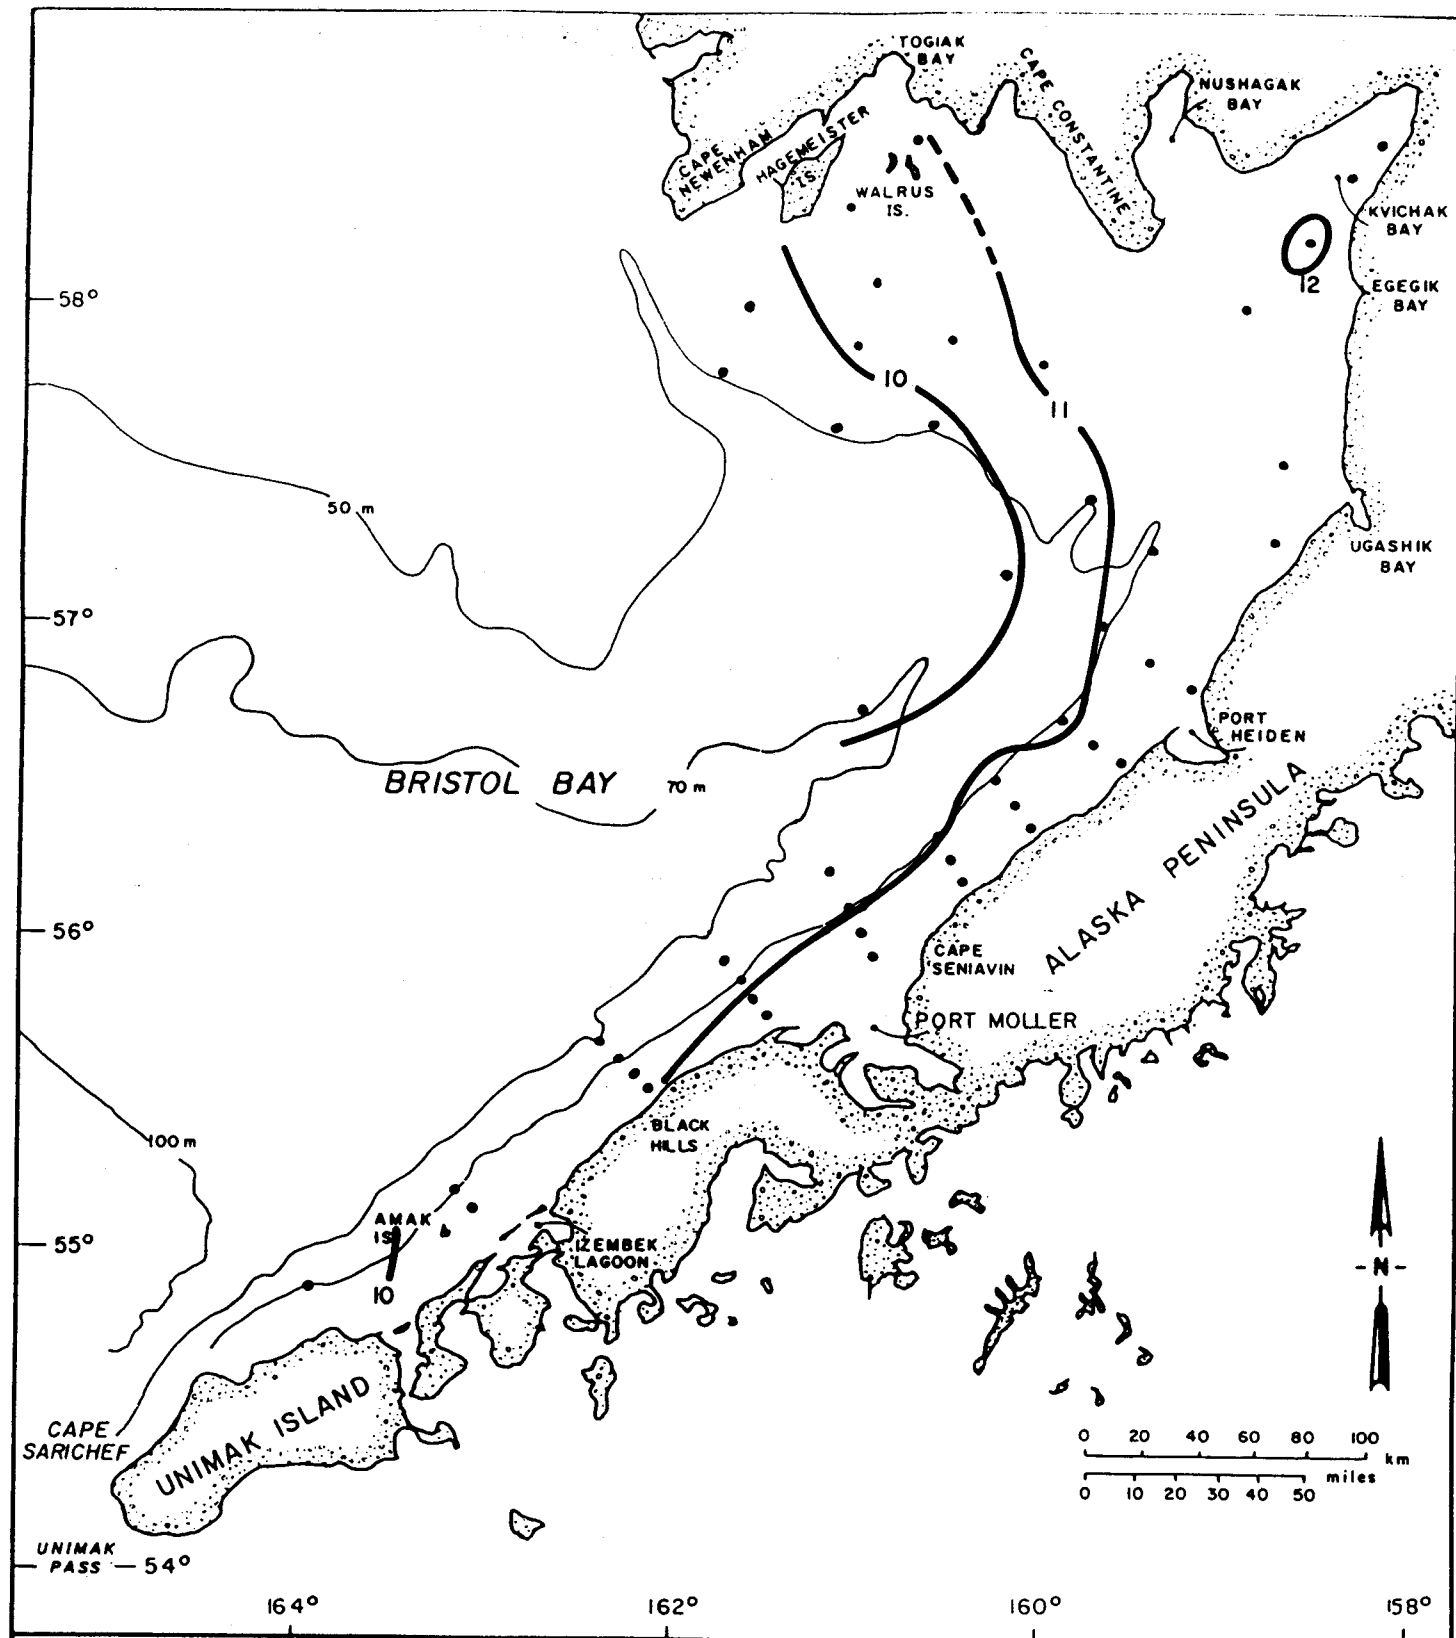 TOGIAK
BAY
CAPE CONSTANTINE
NUSHAGAK
BAY
CAPE
NEWENHAM
HAGEMEISTER
IS.
WALRUS
IS.
KVICHAK
BAY
12
EGEGIK
BAY
58°
10
11
50 m
UGASHIK
BAY
57°
PORT
HEIDEN
BRISTOL BAY
70 m
ALASKA PENINSULA
56°
CAPE
SENIAVIN
PORT MOLLER
BLACK
HILLS
100 m
AMAK
IS.
55°
IZEMBEK
LAGOON
10
N
UNIMAK ISLAND
CAPE
SARICHEF
0 20 40 60 80 100
km
miles
0 10 20 30 40 50
UNIMAK
PASS
54°
164° 162° 160° 158°